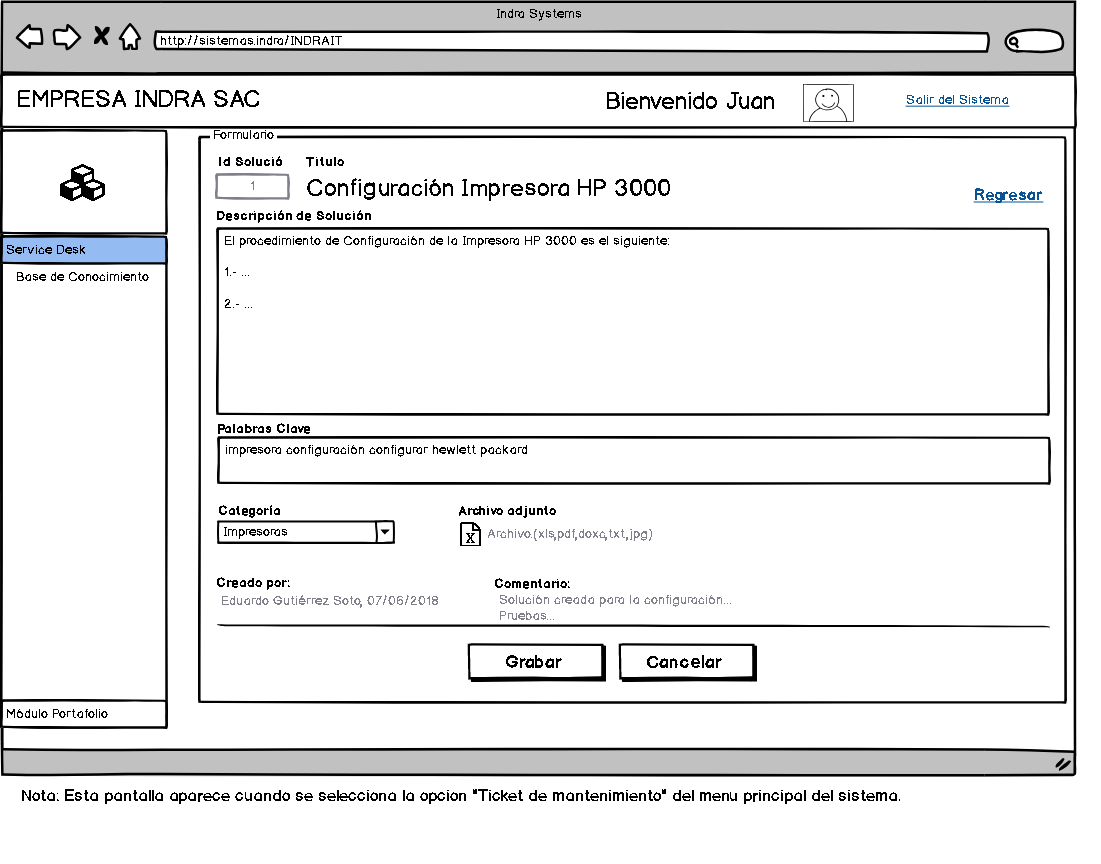 Indra Systems
http://sistemas.indra/INDRAIT
EMPRESA INDRA SAC
Bienvenido Juan
Salir del Sistema
Service Desk
Base de Conocimiento
Módulo Portafolio
Formulario
Id Solució
Titulo
1
Configuración Impresora HP 3000
Regresar
Descripción de Solución
El procedimiento de Configuración de la Impresora HP 3000 es el siguiente:
1.- ...
2.- ...
Palabras Clave
impresora configuración configurar hewlett packard
Categoría
Archivo adjunto
Impresoras
X
Archivo.(xls,pdf,doxc,txt,jpg)
Creado por:
Comentario:
Eduardo Gutiérrez Soto, 07/06/2018
Solución creada para la configuración...
Pruebas...
Grabar
Cancelar
Nota: Esta pantalla aparece cuando se selecciona la opcion "Ticket de mantenimiento" del menu principal del sistema.